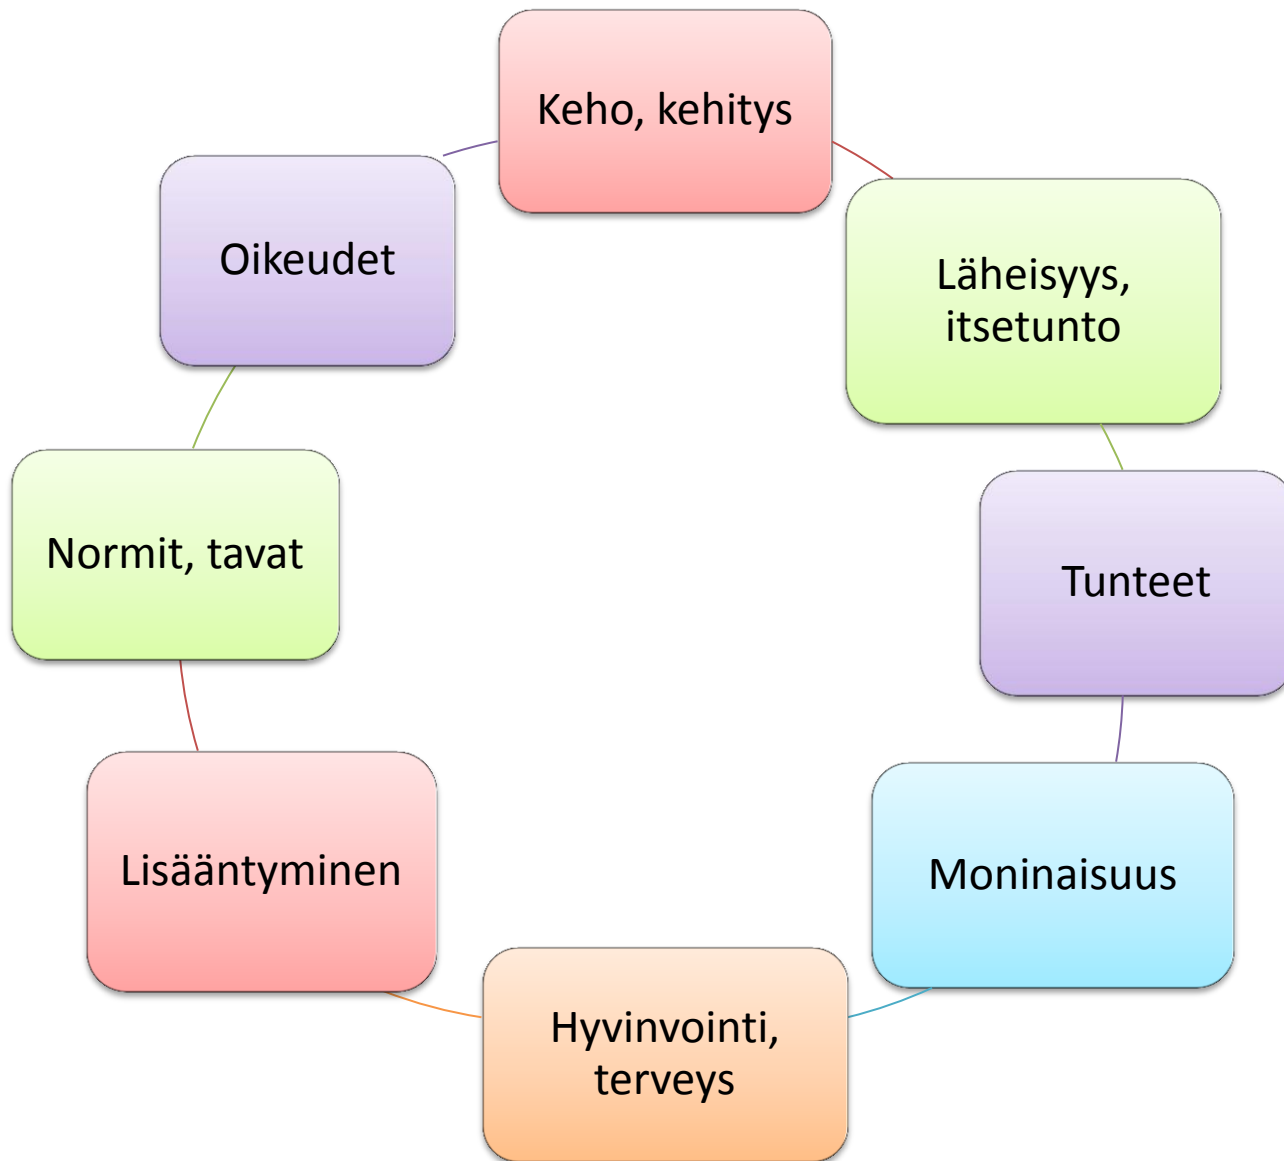 Keho, kehitys
Läheisyys,
itsetunto
Tunteet
Moninaisuus
Hyvinvointi,
terveys
Lisääntyminen
Normit, tavat
Oikeudet